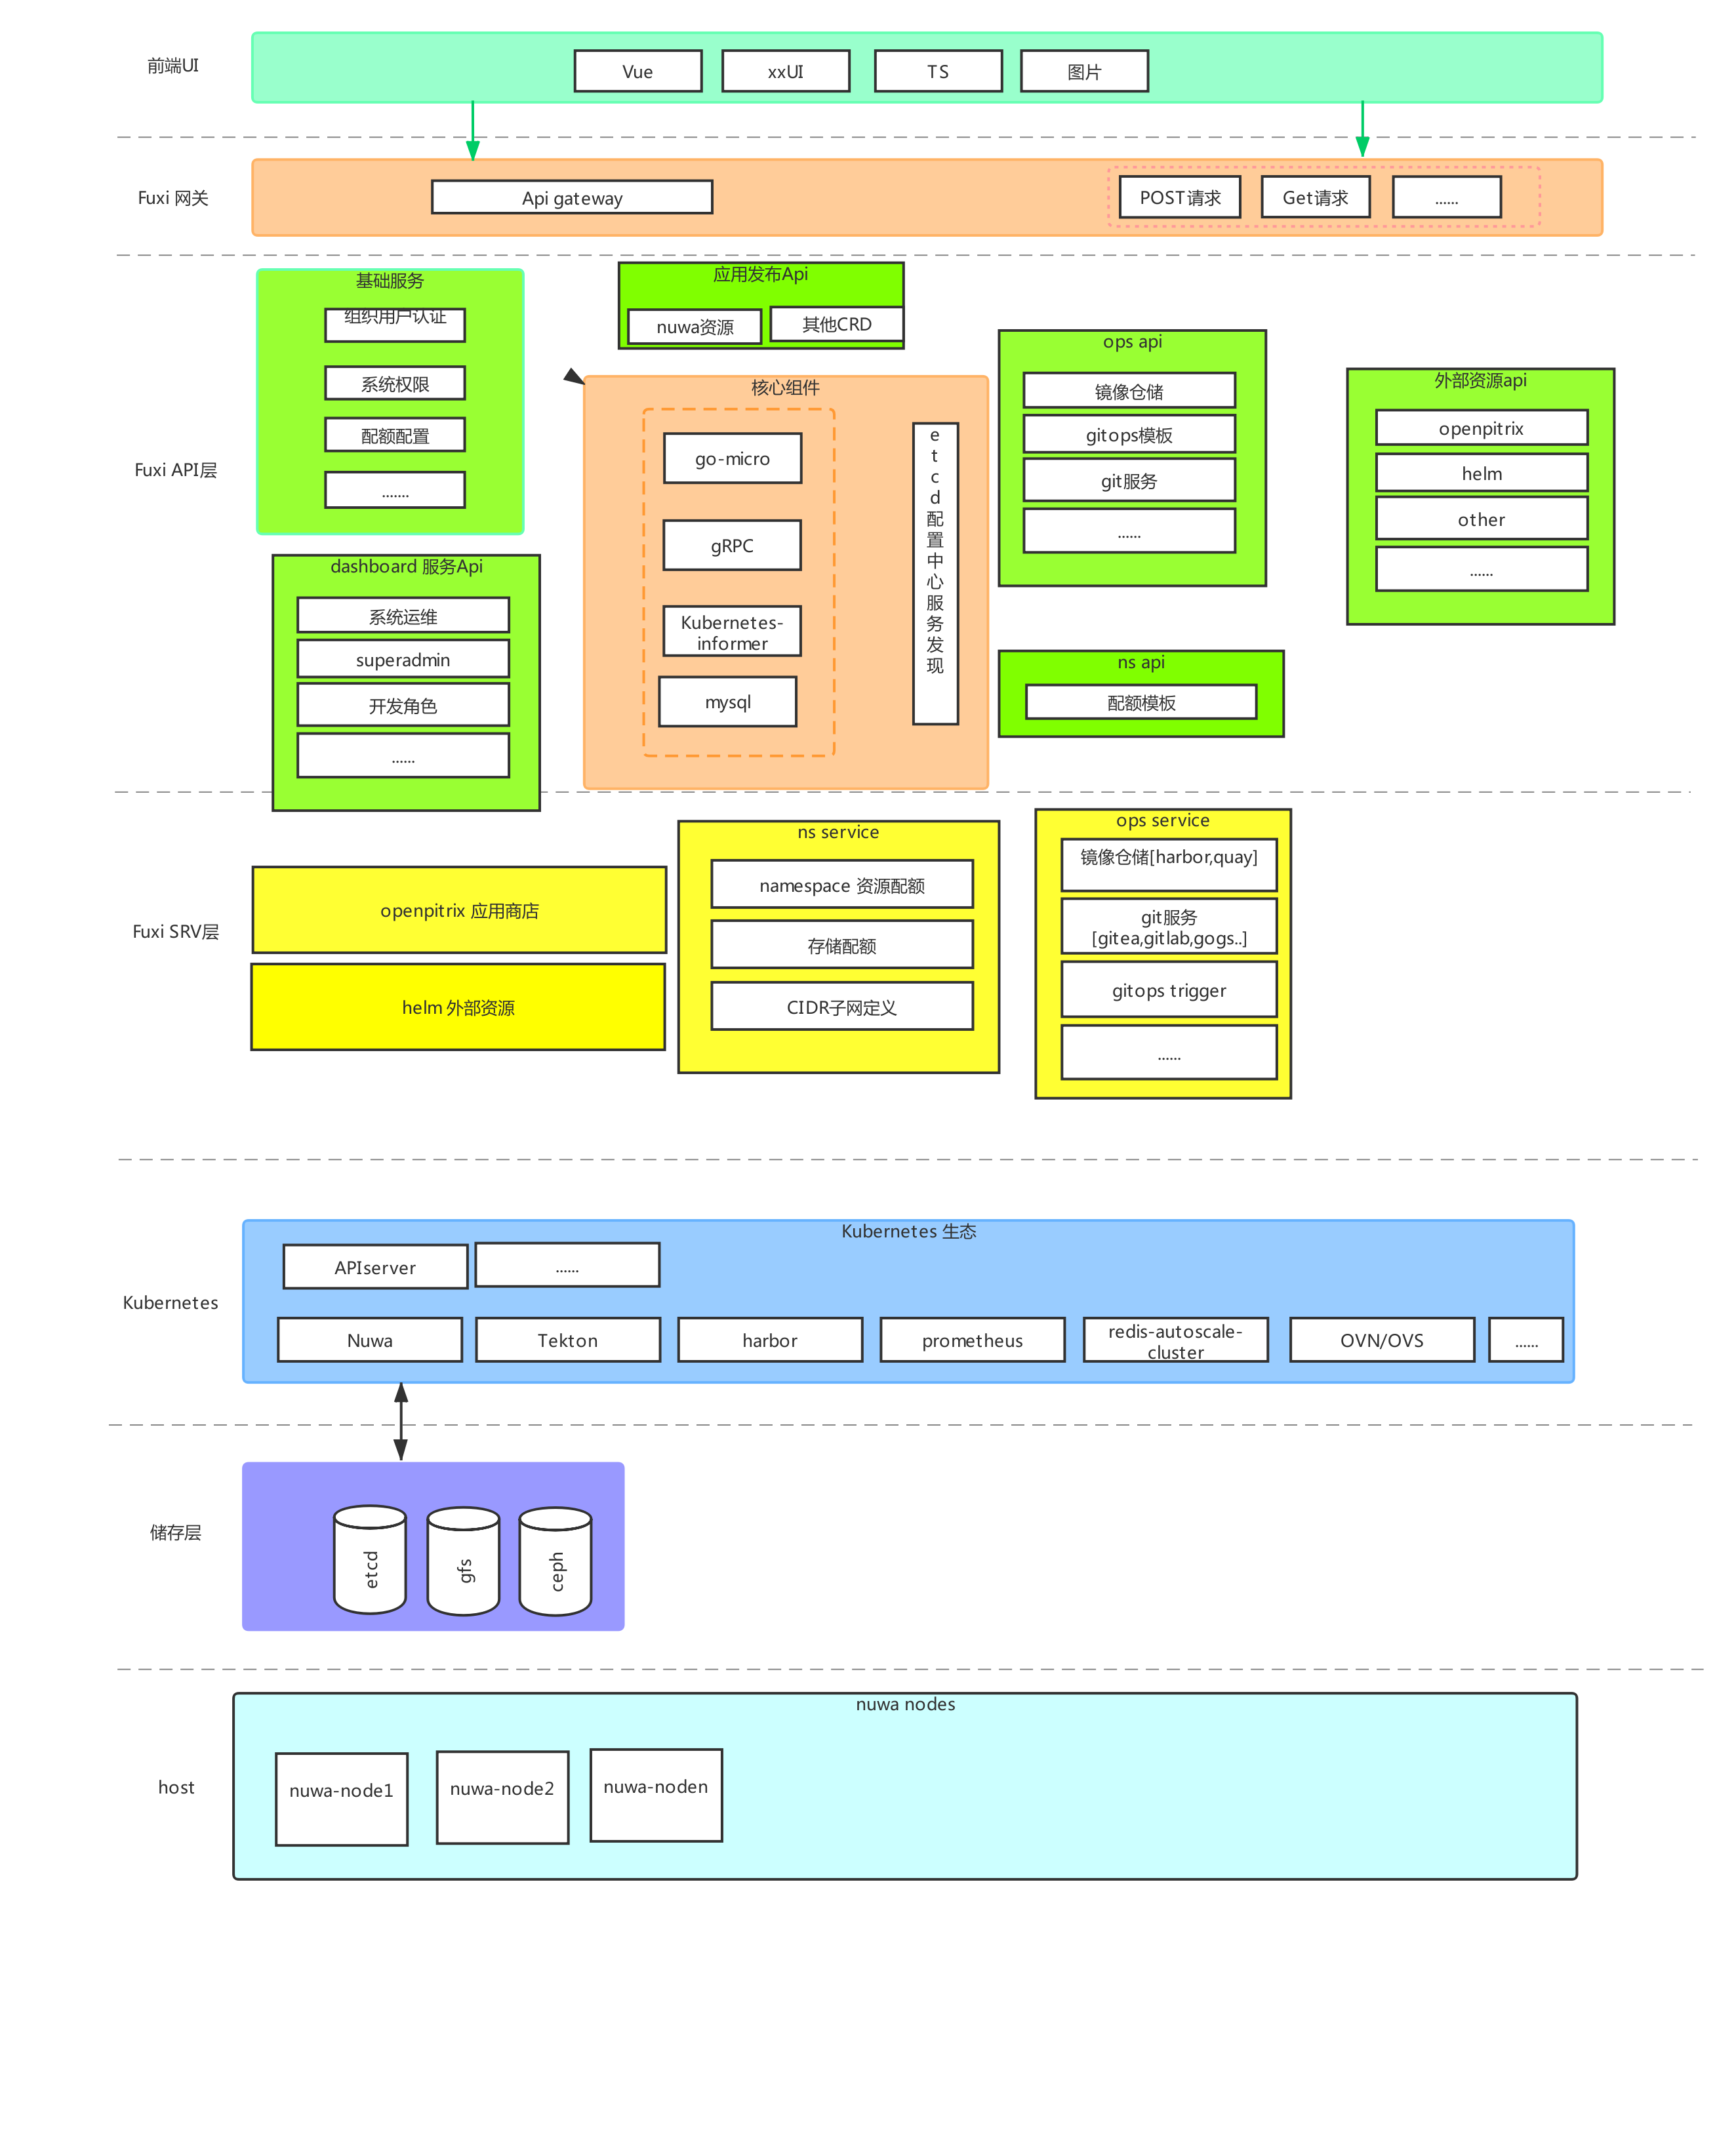 前端UI
Vue
xxUI
TS
图片
Fuxi 网关
Api gateway
POST请求
Get请求
......
Fuxi API层
基础服务
组织用户认证
系统权限
配额配置
.......
应用发布Api
nuwa资源
其他CRD
核心组件
go-micro
gRPC
Kubernetes-
informer
mysql
e
t
c
d
配
置
中
心
服
务
发
现
ops api
镜像仓储
gitops模板
git服务
......
外部资源api
openpitrix
helm
other
......
dashboard 服务Api
系统运维
superadmin
开发角色
......
ns api
配额模板
Fuxi SRV层
openpitrix 应用商店
helm 外部资源
ns service
namespace 资源配额
存储配额
CIDR子网定义
ops service
镜像仓储[harbor,quay]
git服务
[gitea,gitlab,gogs..]
gitops trigger
......
Kubernetes
Kubernetes 生态
APIserver
......
Nuwa
Tekton
harbor
prometheus
redis-autoscale-
cluster
OVN/OVS
......
储存层
etcd
gfs
ceph
host
nuwa nodes
nuwa-node1
nuwa-node2
nuwa-noden